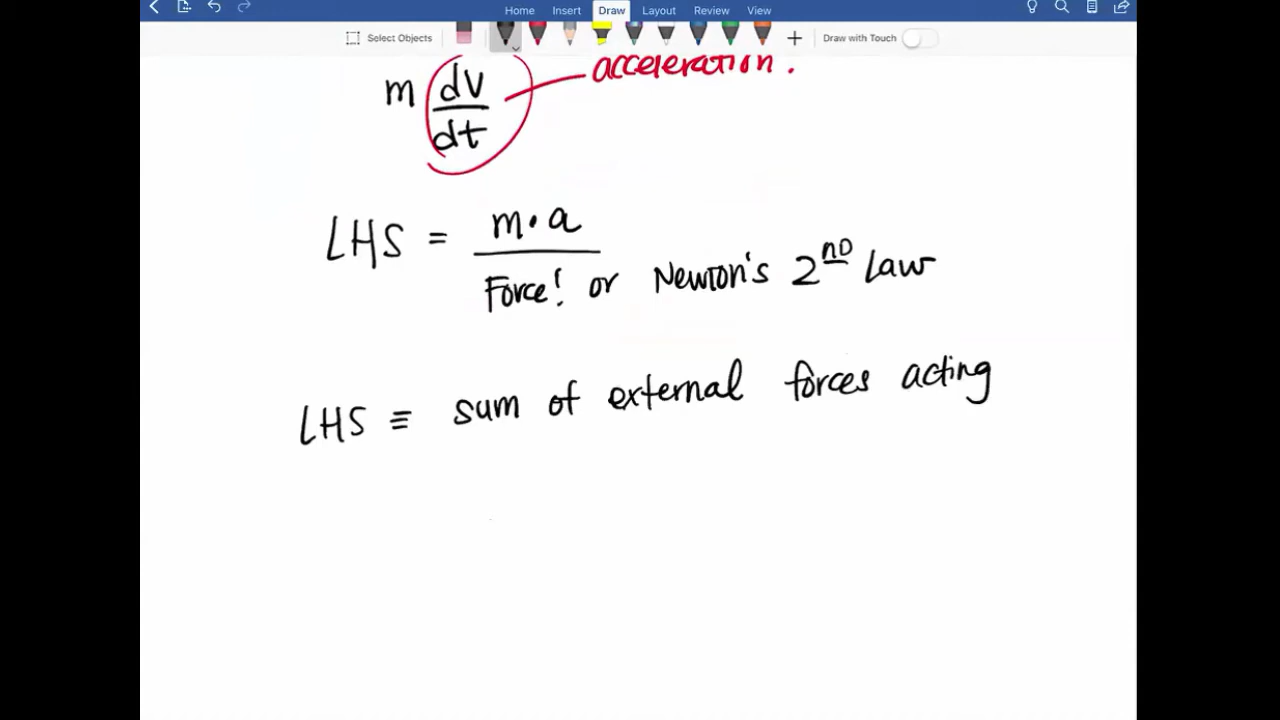 Home Insert Draw Layout Review View
Select Objects
Draw with Touch
m dv/dt
acceleration.
LHS = m·a
Force! or Newton's 2nd Law
LHS ≡ sum of external forces acting